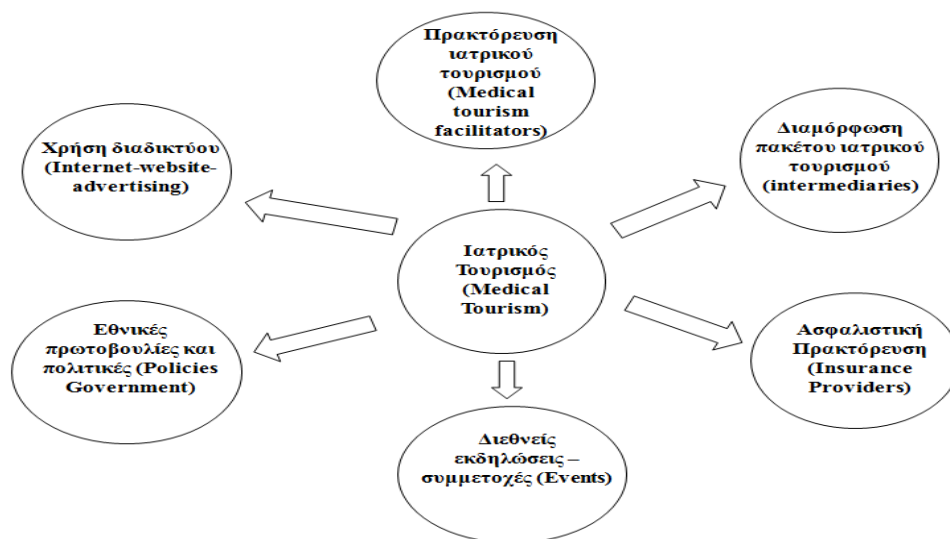 Πρακτόρευση
ιατρικού
τουρισμού
(Medical
tourism
facilitators)
Χρήση διαδικτύου
(Internet-website-
advertising)
Διαμόρφωση
πακέτου ιατρικού
τουρισμού
(intermediaries)
Ιατρικός
Τουρισμός
(Medical
Tourism)
Εθνικές
πρωτοβουλίες και
πολιτικές (Policies
Government)
Ασφαλιστική
Πρακτόρευση
(Insurance
Providers)
Διεθνείς
εκδηλώσεις –
συμμετοχές (Events)